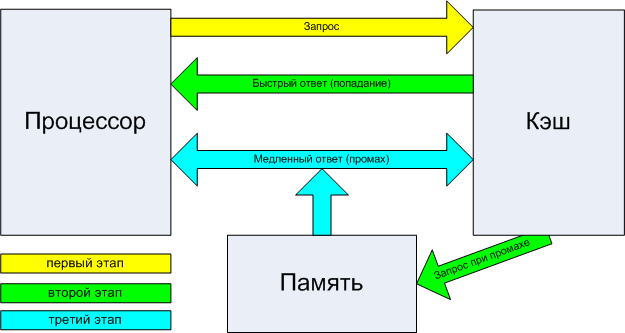 Запрос
Быстрый ответ (попадание)
Процессор
Кэш
Медленный ответ (промах)
Запрос при промахе
Память
первый этап
второй этап
третий этап